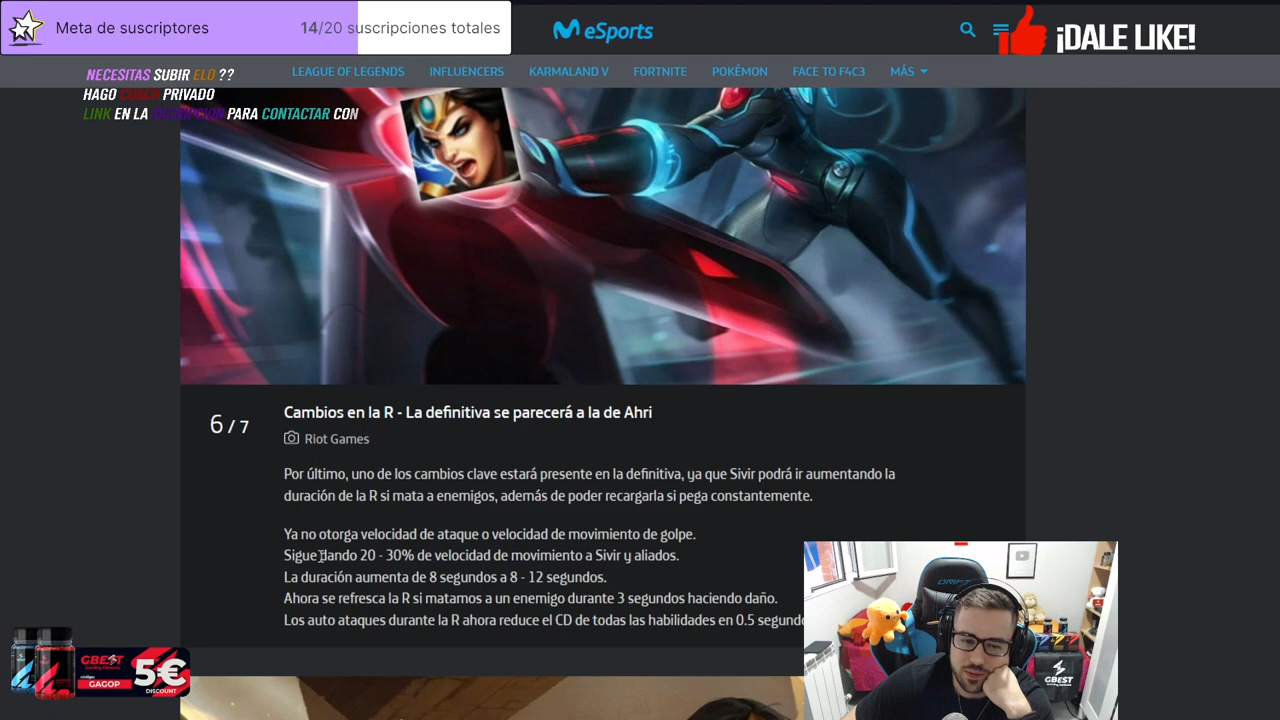 Meta de suscriptores 14/20 suscripciones totales
eSports
¡DALE LIKE!
LEAGUE OF LEGENDS INFLUENCERS KARMALAND V FORTNITE POKÉMON FACE TO F4C3 MÁS
NECESITAS SUBIR ELO ??
HAGO COACH PRIVADO
LINK EN LA DESCRIPCION PARA CONTACTAR CON
6 / 7
Cambios en la R - La definitiva se parecerá a la de Ahri
Riot Games
Por último, uno de los cambios clave estará presente en la definitiva, ya que Sivir podrá ir aumentando la
duración de la R si mata a enemigos, además de poder recargarla si pega constantemente.
Ya no otorga velocidad de ataque o velocidad de movimiento de golpe.
Sigue dando 20 - 30% de velocidad de movimiento a Sivir y aliados.
La duración aumenta de 8 segundos a 8 - 12 segundos.
Ahora se refresca la R si matamos a un enemigo durante 3 segundos haciendo daño.
Los auto ataques durante la R ahora reduce el CD de todas las habilidades en 0.5 segund
GBEST
GAGOP
5€
DISCOUNT
GBEST